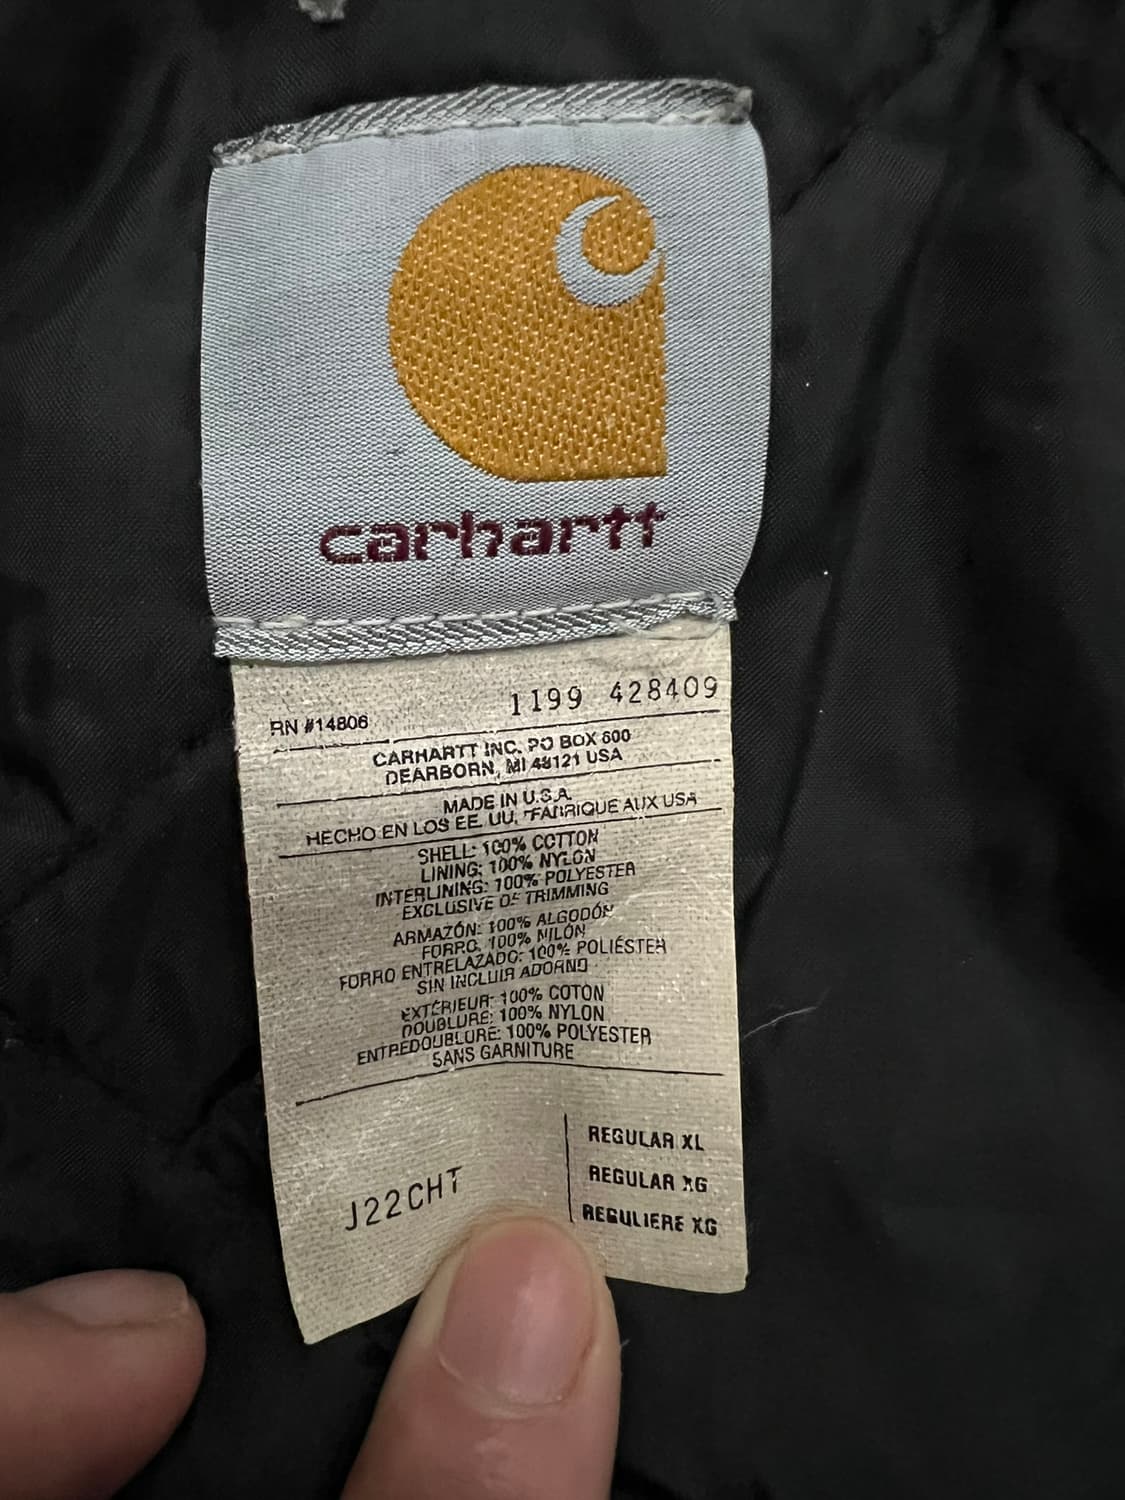 carhartt
1199 428409
RN #14806
CARHARTT INC. PO BOX 600
DEARBORN, MI 48121 USA
MADE IN U.S.A.
HECHO EN LOS EE. UU. FABRIQUE AUX USA
SHELL: 100% COTTON
LINING: 100% NYLON
INTERLINING: 100% POLYESTER
EXCLUSIVE OF TRIMMING
ARMAZÓN: 100% ALGODÓN
FORRO: 100% NILÓN
FORRO ENTRELAZADO: 100% POLIÉSTER
SIN INCLUIR ADORNO
EXTÉRIEUR: 100% COTON
DOUBLURE: 100% NYLON
ENTREDOUBLURE: 100% POLYESTER
SANS GARNITURE
REGULAR XL
REGULAR XG
J22CHT
REGULIERE XG